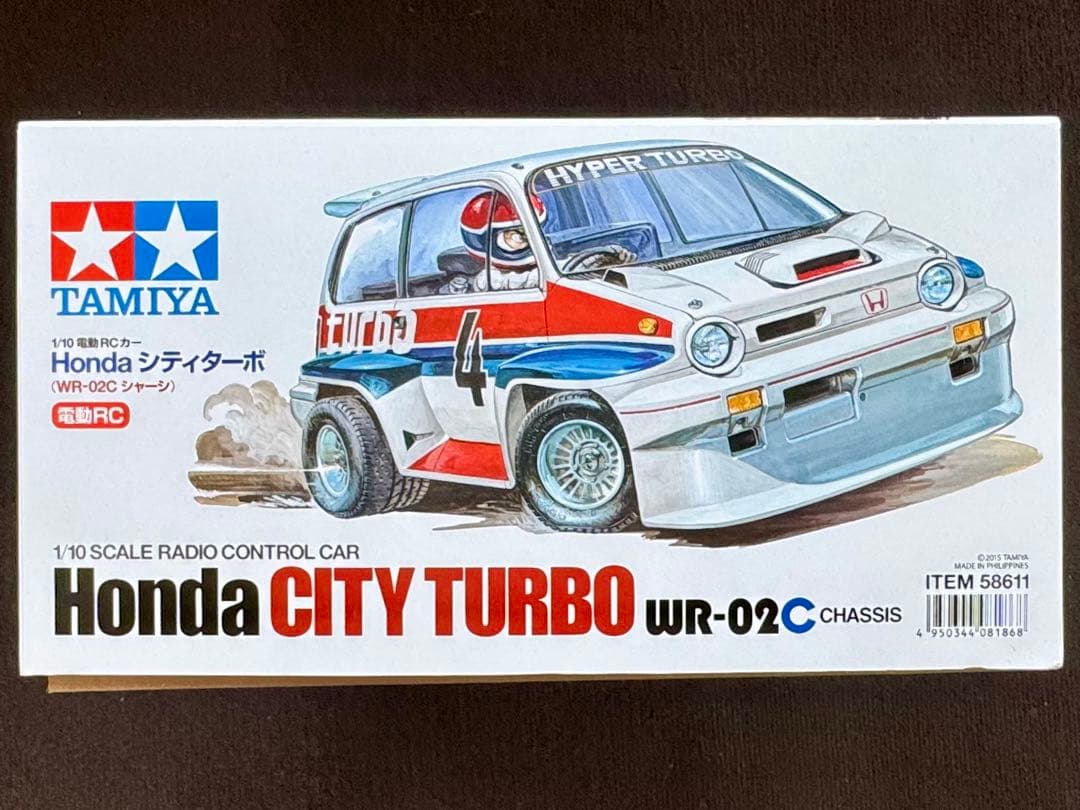 HYPER TURBO
TAMIYA
1/10 電動RCカー
Honda シティターボ
(WR-02C シャーシ)
電動RC
turbo
4
1/10 SCALE RADIO CONTROL CAR
Honda CITY TURBO WR-02C CHASSIS
©2015 TAMIYA
MADE IN PHILIPPINES
ITEM 58611
4 950344 081868